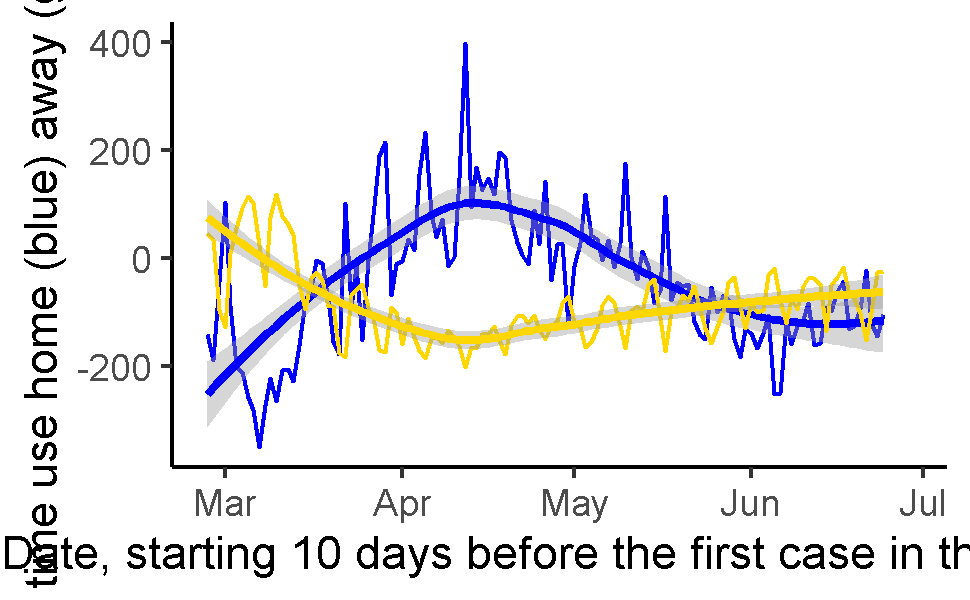 time use home (blue) away (
400
200
0
-200
Mar Apr May Jun Jul
Date, starting 10 days before the first case in th